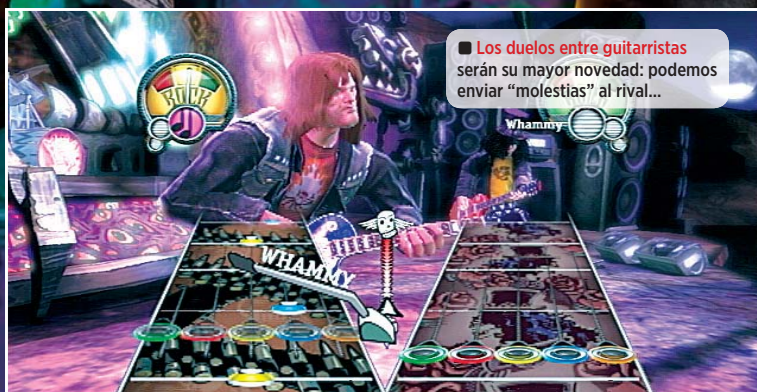 ■ Los duelos entre guitarristas
serán su mayor novedad: podemos
enviar “molestias” al rival...
ROCK
Whammy
WHAMMY